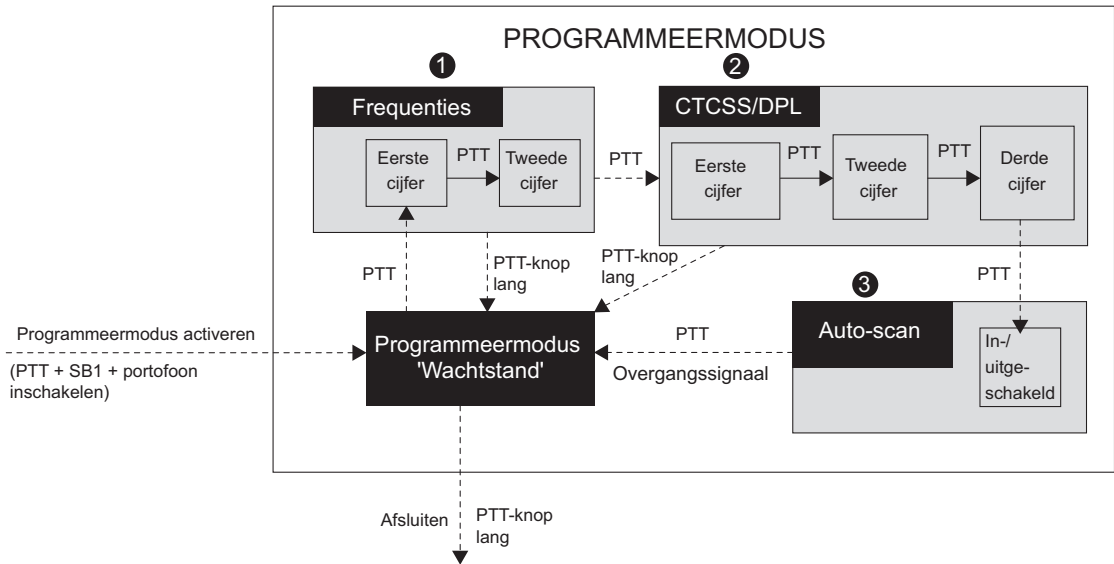 PROGRAMMEERMODUS
1
2
Frequenties
CTCSS/DPL
Eerste
cijfer
PTT
Tweede
cijfer
PTT
Eerste
cijfer
PTT
Tweede
cijfer
PTT
Derde
cijfer
PTT
PTT-knop
lang
PTT-knop
lang
PTT
3
Programmeermodus activeren
(PTT + SB1 + portofoon
inschakelen)
Programmeermodus
'Wachtstand'
PTT
Overgangssignaal
Auto-scan
In-/
uitge-
schakeld
Afsluiten
PTT-knop
lang